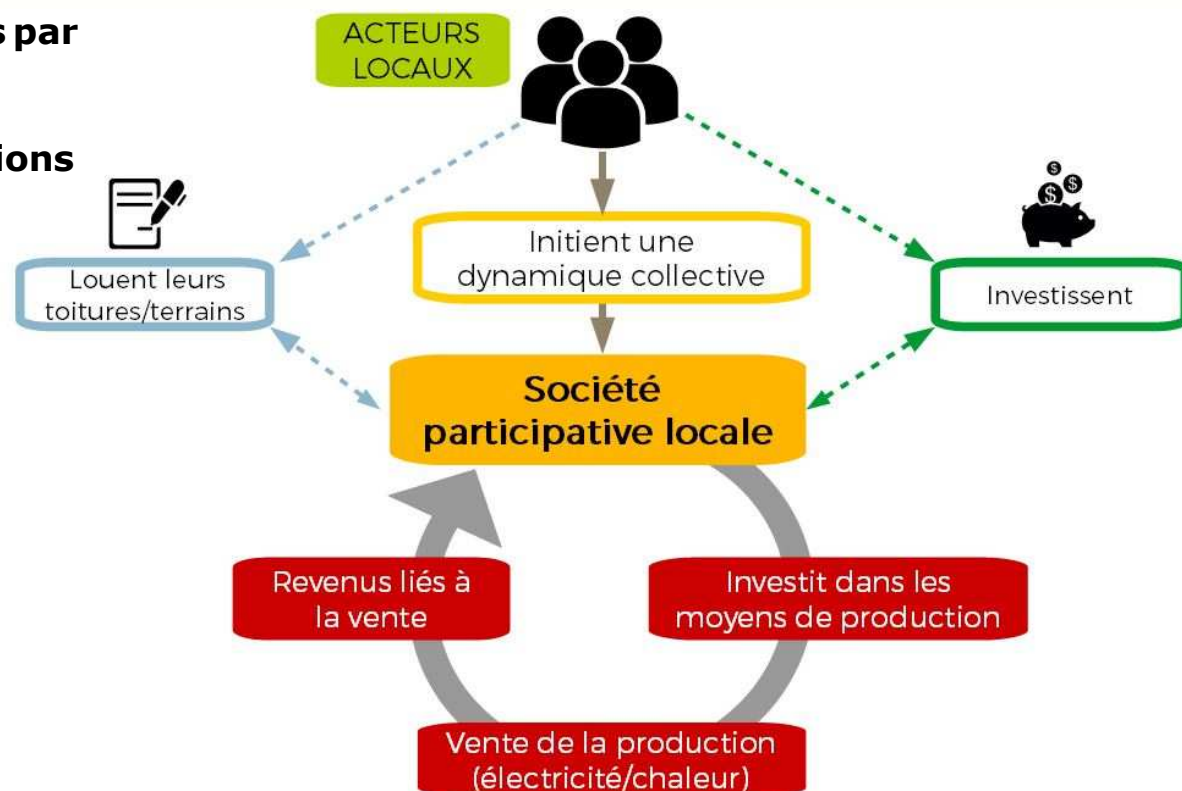 s par
ions
ACTEURS
LOCAUX
Initient une
dynamique collective
Louent leurs
toitures/terrains
Investissent
Société
participative locale
Revenus liés à
la vente
Investit dans les
moyens de production
Vente de la production
(électricité/chaleur)